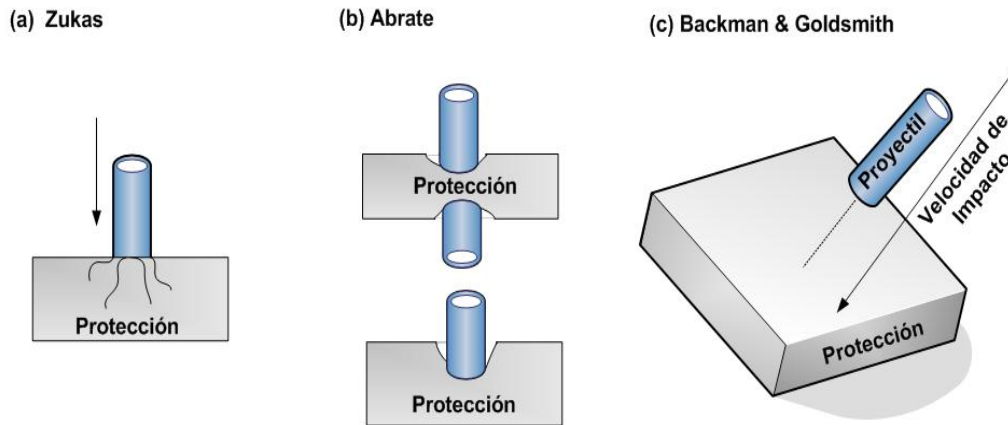 (a) Zukas
(b) Abrate
(c) Backman & Goldsmith
Protección
Protección
Protección
Proyectil
Velocidad de
Impacto
Protección